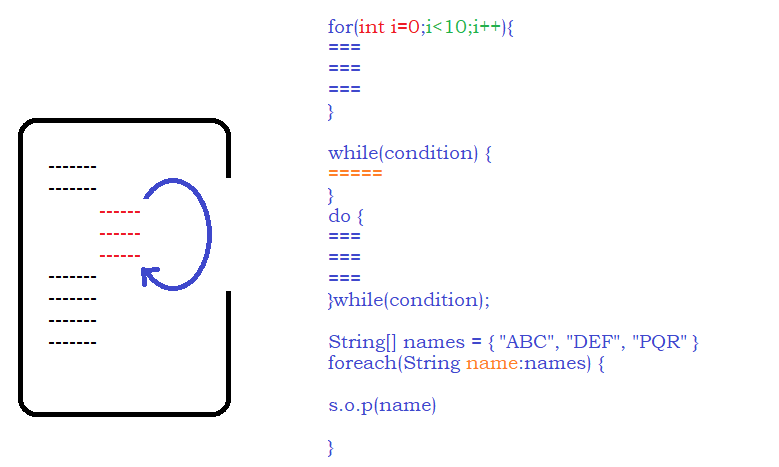 for(int i=0;i<10;i++){
===
===
===
}
while(condition) {
=====
}
do {
===
===
===
}while(condition);
String[] names = { "ABC", "DEF", "PQR" }
foreach(String name:names) {
s.o.p(name)
}